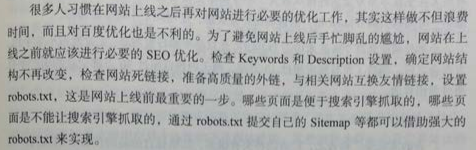 很多人习惯在网站上线之后再对网站进行必要的优化工作，其实这样做不但浪费
时间，而且对百度优化也是不利的。为了避免网站上线后手忙脚乱的尴尬，网站在上
线之前就应该进行必要的 SEO 优化。检查 Keywords 和 Description 设置，确定网站结
构不再改变，检查网站死链接，准备高质量的外链，与相关网站互换友情链接，设置
robots.txt，这是网站上线前最重要的一步。哪些页面是便于搜索引擎抓取的，哪些页
面是不能让搜索引擎抓取的，通过 robots.txt 提交自己的 Sitemap 等都可以借助强大的
robots.txt 来实现。